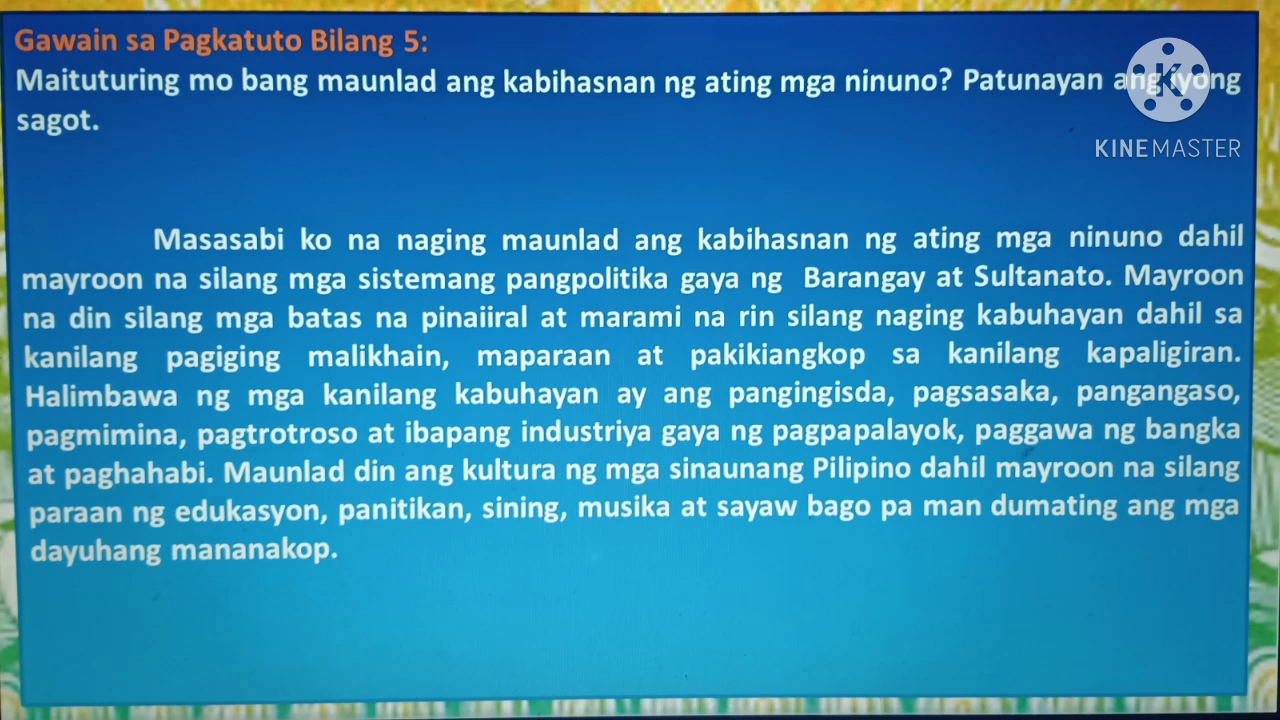 Gawain sa Pagkatuto Bilang 5:
Maituturing mo bang maunlad ang kabihasnan ng ating mga ninuno? Patunayan ang iyong
sagot.
KINEMASTER
Masasabi ko na naging maunlad ang kabihasnan ng ating mga ninuno dahil
mayroon na silang mga sistemang pangpolitika gaya ng Barangay at Sultanato. Mayroon
na din silang mga batas na pinaiiral at marami na rin silang naging kabuhayan dahil sa
kanilang pagiging malikhain, maparaan at pakikiangkop sa kanilang kapaligiran.
Halimbawa ng mga kanilang kabuhayan ay ang pangingisda, pagsasaka, pangangaso,
pagmimina, pagtrotroso at ibapang industriya gaya ng pagpapalayok, paggawa ng bangka
at paghahabi. Maunlad din ang kultura ng mga sinaunang Pilipino dahil mayroon na silang
paraan ng edukasyon, panitikan, sining, musika at sayaw bago pa man dumating ang mga
dayuhang mananakop.